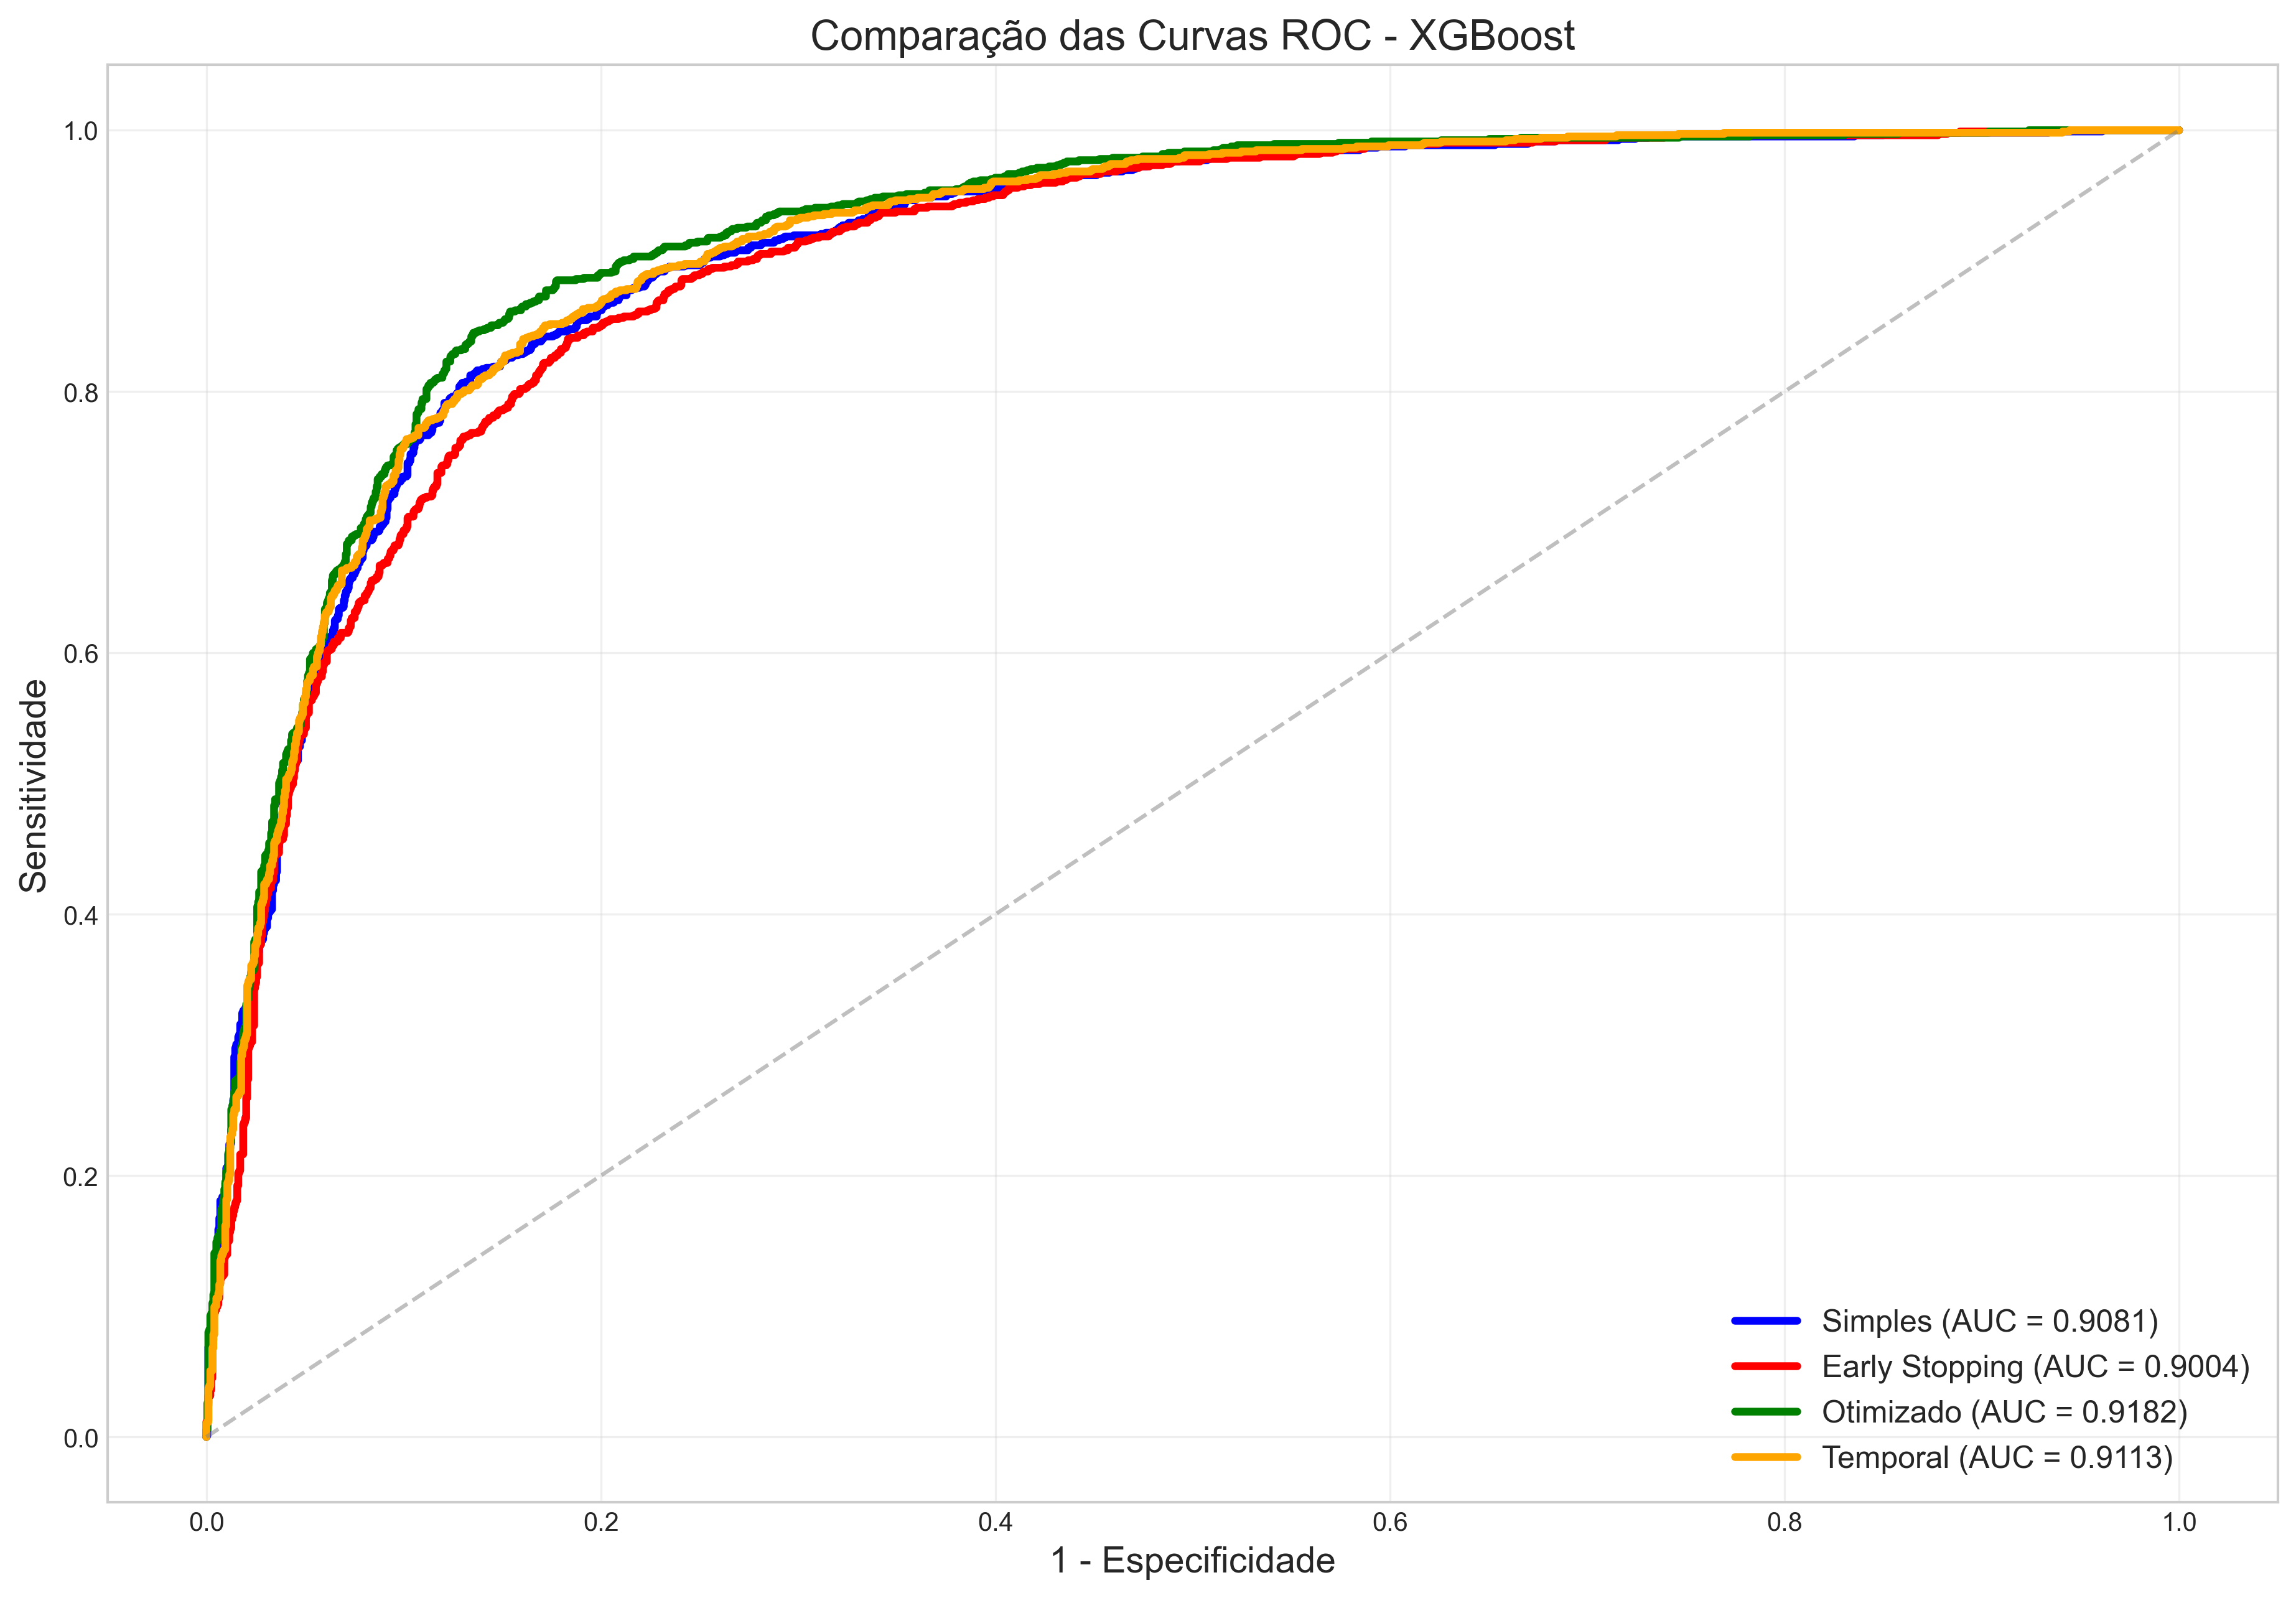 Comparação das Curvas ROC - XGBoost
1.0
0.8
0.6
0.4
0.2
0.0
Sensitividade
0.0 0.2 0.4 0.6 0.8 1.0
1 - Especificidade
Simples (AUC = 0.9081)
Early Stopping (AUC = 0.9004)
Otimizado (AUC = 0.9182)
Temporal (AUC = 0.9113)